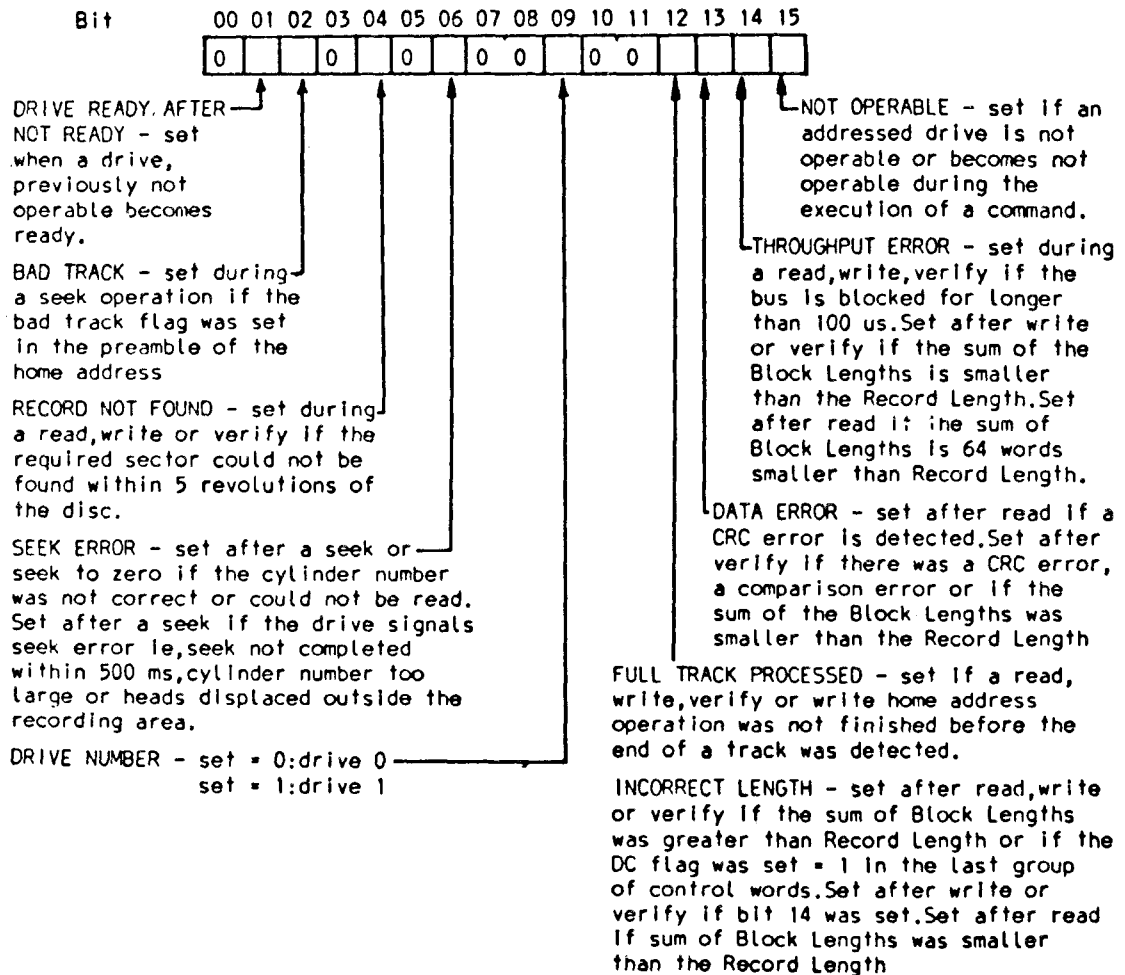 Bit 00 01 02 03 04 05 06 07 08 09 10 11 12 13 14 15
0 0 0 0 0 0 0
DRIVE READY AFTER
NOT READY - set
when a drive,
previously not
operable becomes
ready.
BAD TRACK - set during
a seek operation if the
bad track flag was set
in the preamble of the
home address
RECORD NOT FOUND - set during
a read,write or verify if the
required sector could not be
found within 5 revolutions of
the disc.
SEEK ERROR - set after a seek or
seek to zero if the cylinder number
was not correct or could not be read.
Set after a seek if the drive signals
seek error ie,seek not completed
within 500 ms,cylinder number too
large or heads displaced outside the
recording area.
DRIVE NUMBER - set = 0:drive 0
set = 1:drive 1
NOT OPERABLE - set if an
addressed drive is not
operable or becomes not
operable during the
execution of a command.
THROUGHPUT ERROR - set during
a read,write,verify if the
bus is blocked for longer
than 100 us.Set after write
or verify if the sum of the
Block Lengths is smaller
than the Record Length.Set
after read if the sum of
Block Lengths is 64 words
smaller than Record Length.
DATA ERROR - set after read if a
CRC error is detected.Set after
verify if there was a CRC error,
a comparison error or if the
sum of the Block Lengths was
smaller than the Record Length
FULL TRACK PROCESSED - set if a read,
write,verify or write home address
operation was not finished before the
end of a track was detected.
INCORRECT LENGTH - set after read,write
or verify if the sum of Block Lengths
was greater than Record Length or if the
DC flag was set = 1 in the last group
of control words.Set after write or
verify if bit 14 was set.Set after read
if sum of Block Lengths was smaller
than the Record Length